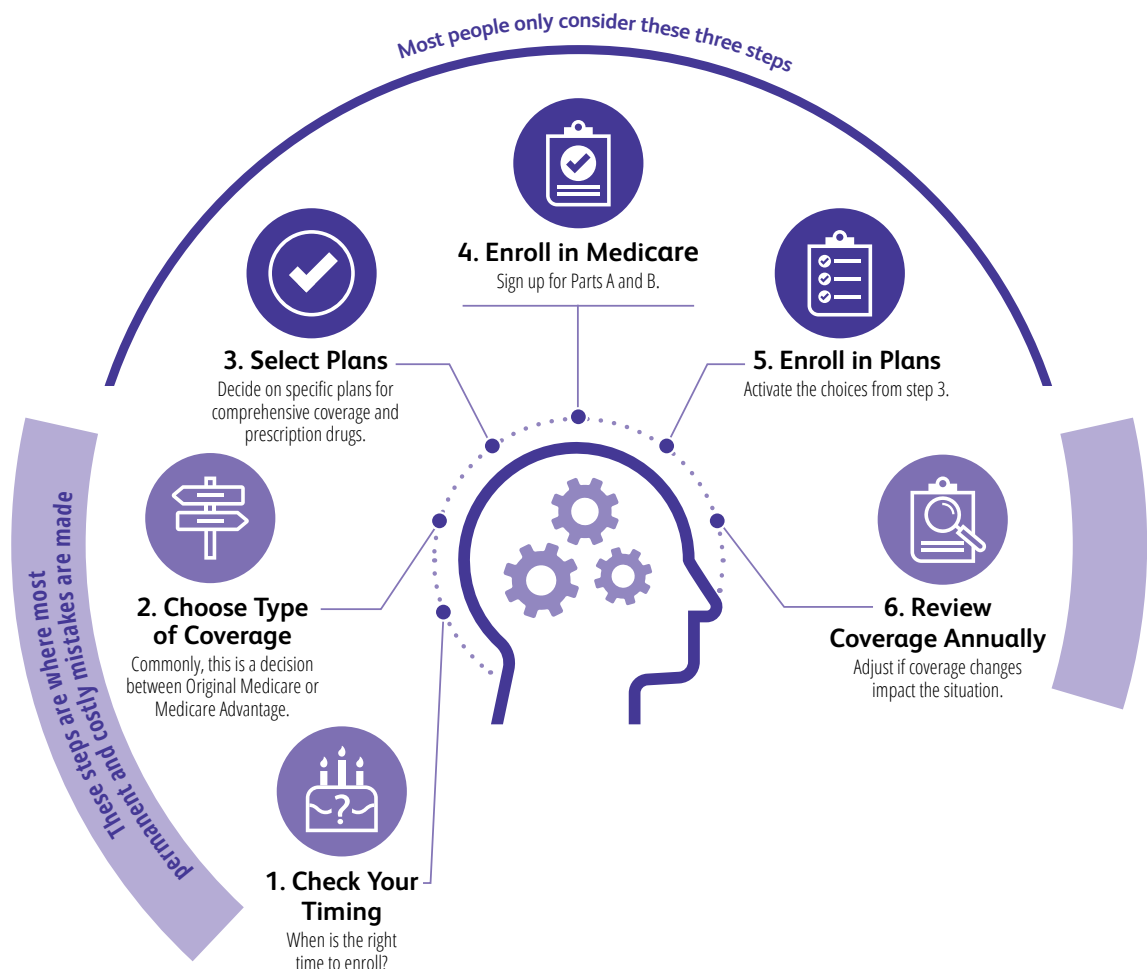 Most people only consider these three steps
4. Enroll in Medicare
Sign up for Parts A and B.
3. Select Plans
Decide on specific plans for
comprehensive coverage and
prescription drugs.
5. Enroll in Plans
Activate the choices from step 3.
These steps are where most
permanent and costly mistakes are made
2. Choose Type
of Coverage
Commonly, this is a decision
between Original Medicare or
Medicare Advantage.
6. Review
Coverage Annually
Adjust if coverage changes
impact the situation.
?
1. Check Your
Timing
When is the right
time to enroll?